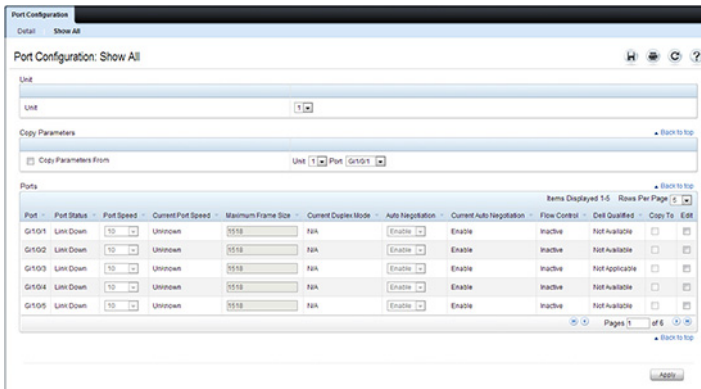 Port Configuration
Detail Show All
Port Configuration: Show All
Unit
Unit 1
Copy Parameters Back to top
Copy Parameters From Unit 1 Port Gi1/0/1
Ports Back to top
Items Displayed 1-5 Rows Per Page 5
Port Port Status Port Speed Current Port Speed Maximum Frame Size Current Duplex Mode Auto Negotiation Current Auto Negotiation Flow Control Dell Qualified Copy To Edit
Gi1/0/1 Link Down 10 Unknown 1518 N/A Enable Enable Inactive Not Available
Gi1/0/2 Link Down 10 Unknown 1518 N/A Enable Enable Inactive Not Available
Gi1/0/3 Link Down 10 Unknown 1518 N/A Enable Enable Inactive Not Applicable
Gi1/0/4 Link Down 10 Unknown 1518 N/A Enable Enable Inactive Not Available
Gi1/0/5 Link Down 10 Unknown 1518 N/A Enable Enable Inactive Not Available
Pages 1 of 6
Back to top
Apply